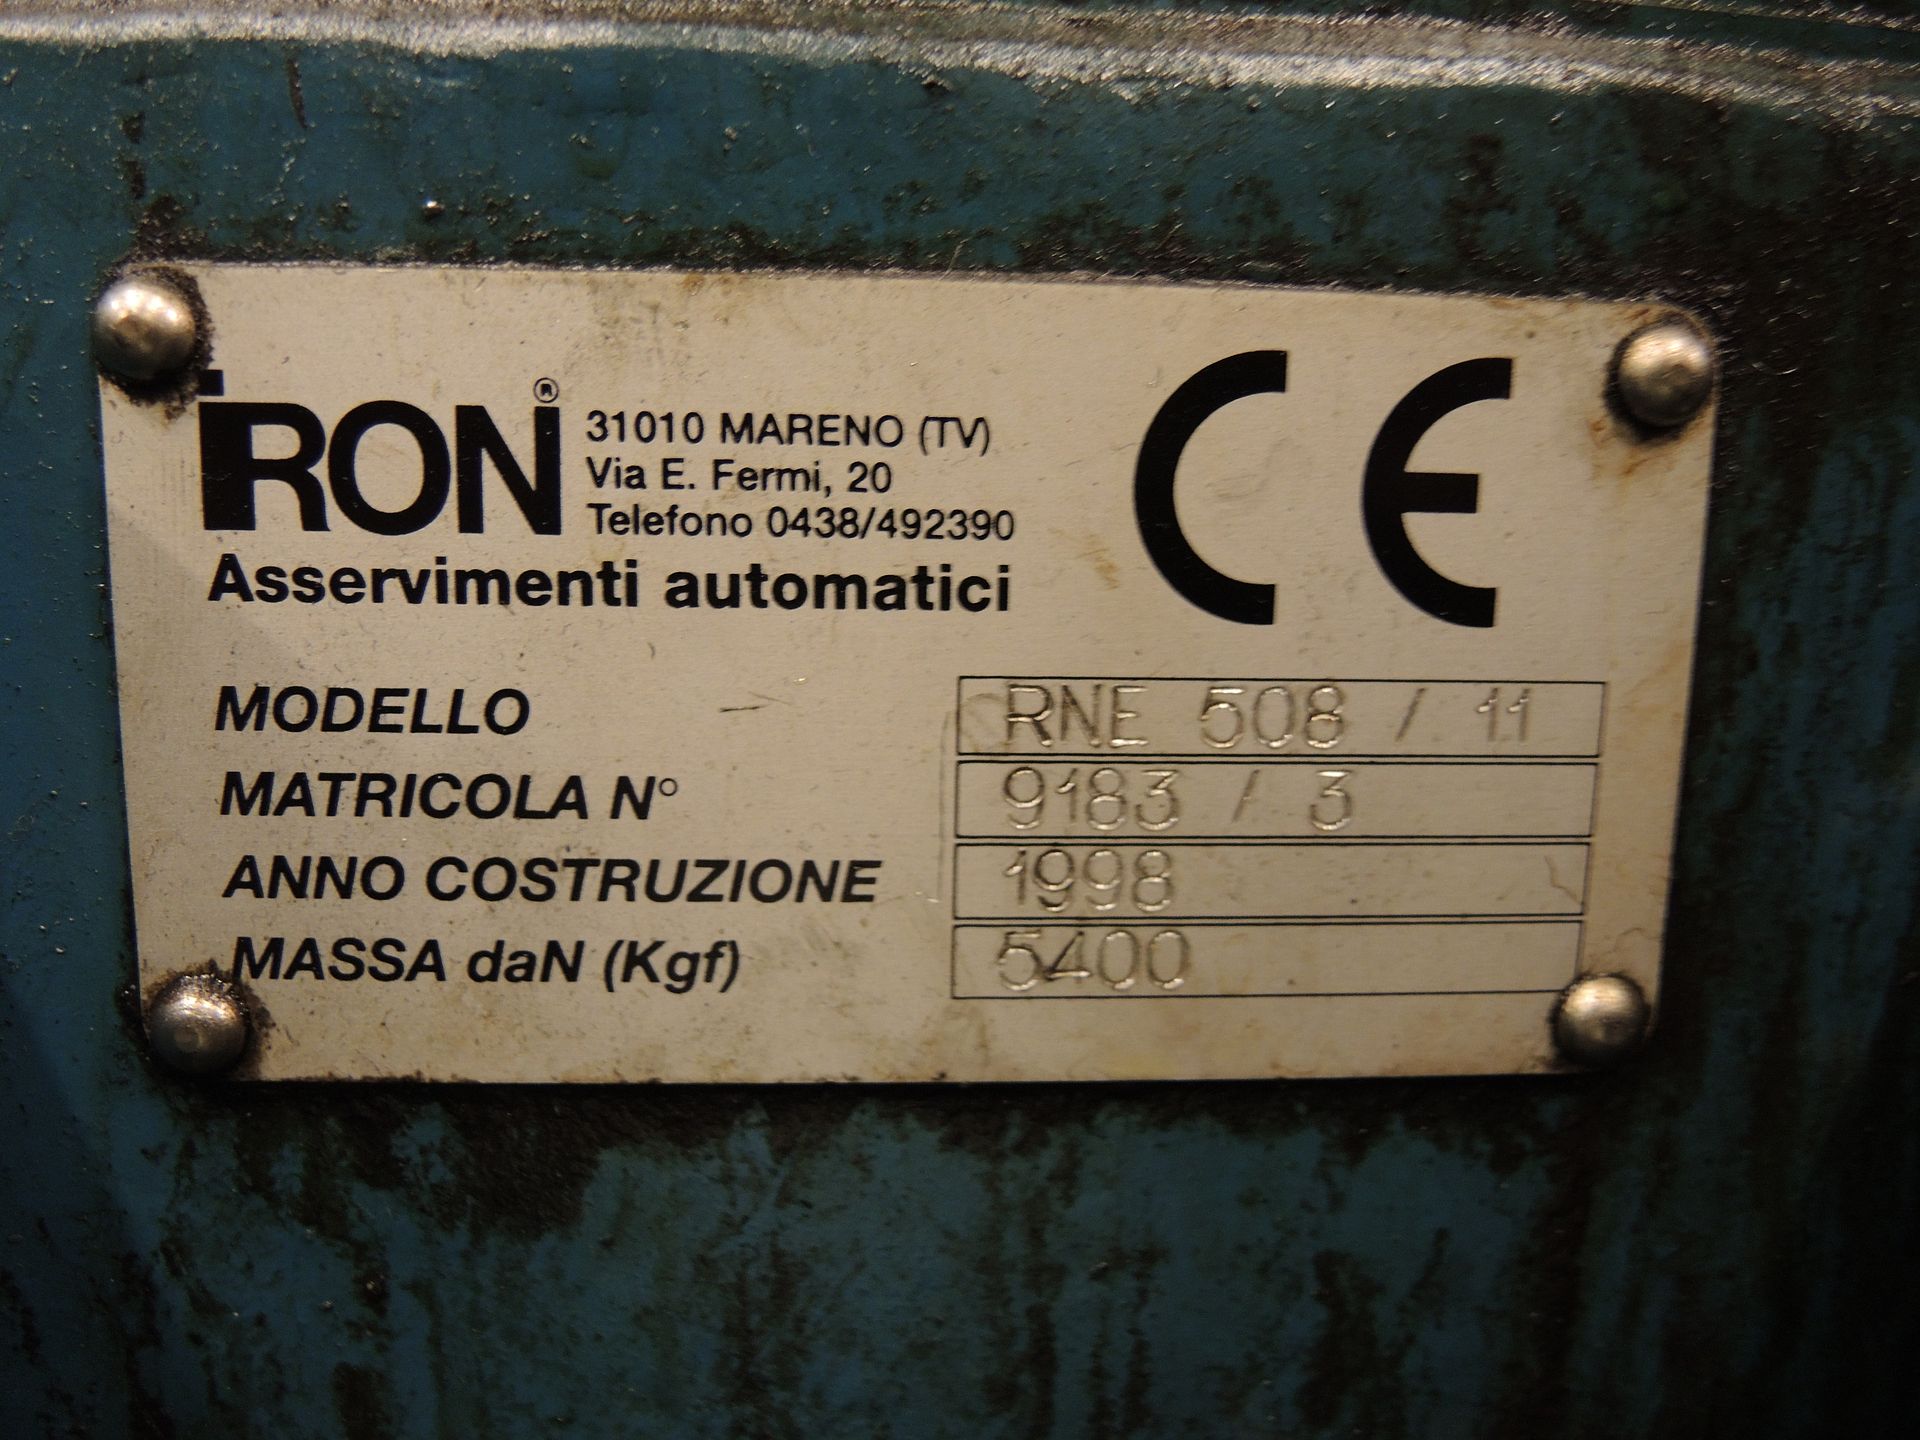 iRONi®
31010 MARENO (TV)
Via E. Fermi, 20
Telefono 0438/492390
Asservimenti automatici
CE
MODELLO RNE 508 / 11
MATRICOLA N° 9183 / 3
ANNO COSTRUZIONE 1998
MASSA daN (Kgf) 5400